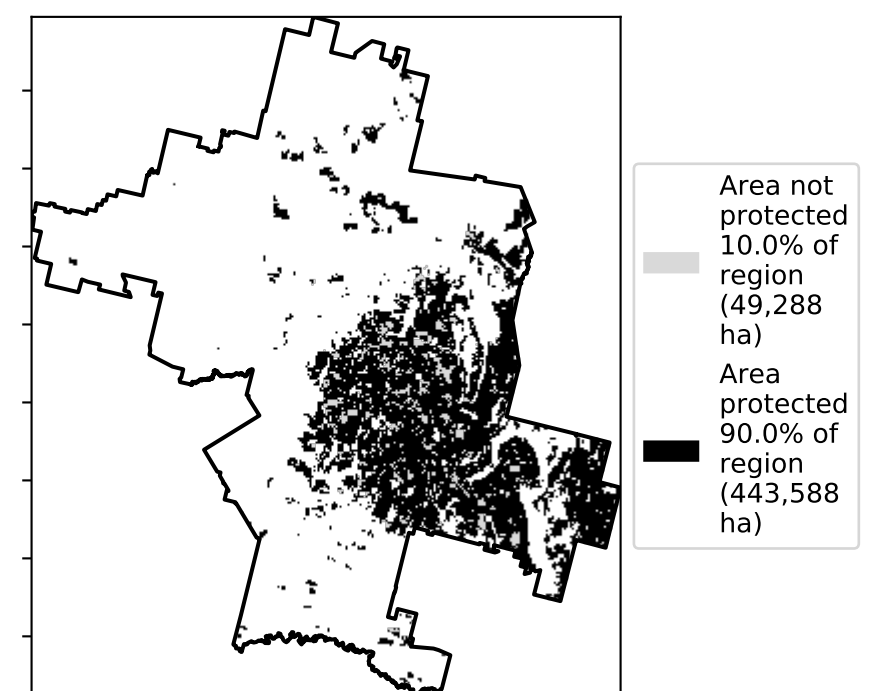 Area not
protected
10.0% of
region
(49,288
ha)
Area
protected
90.0% of
region
(443,588
ha)